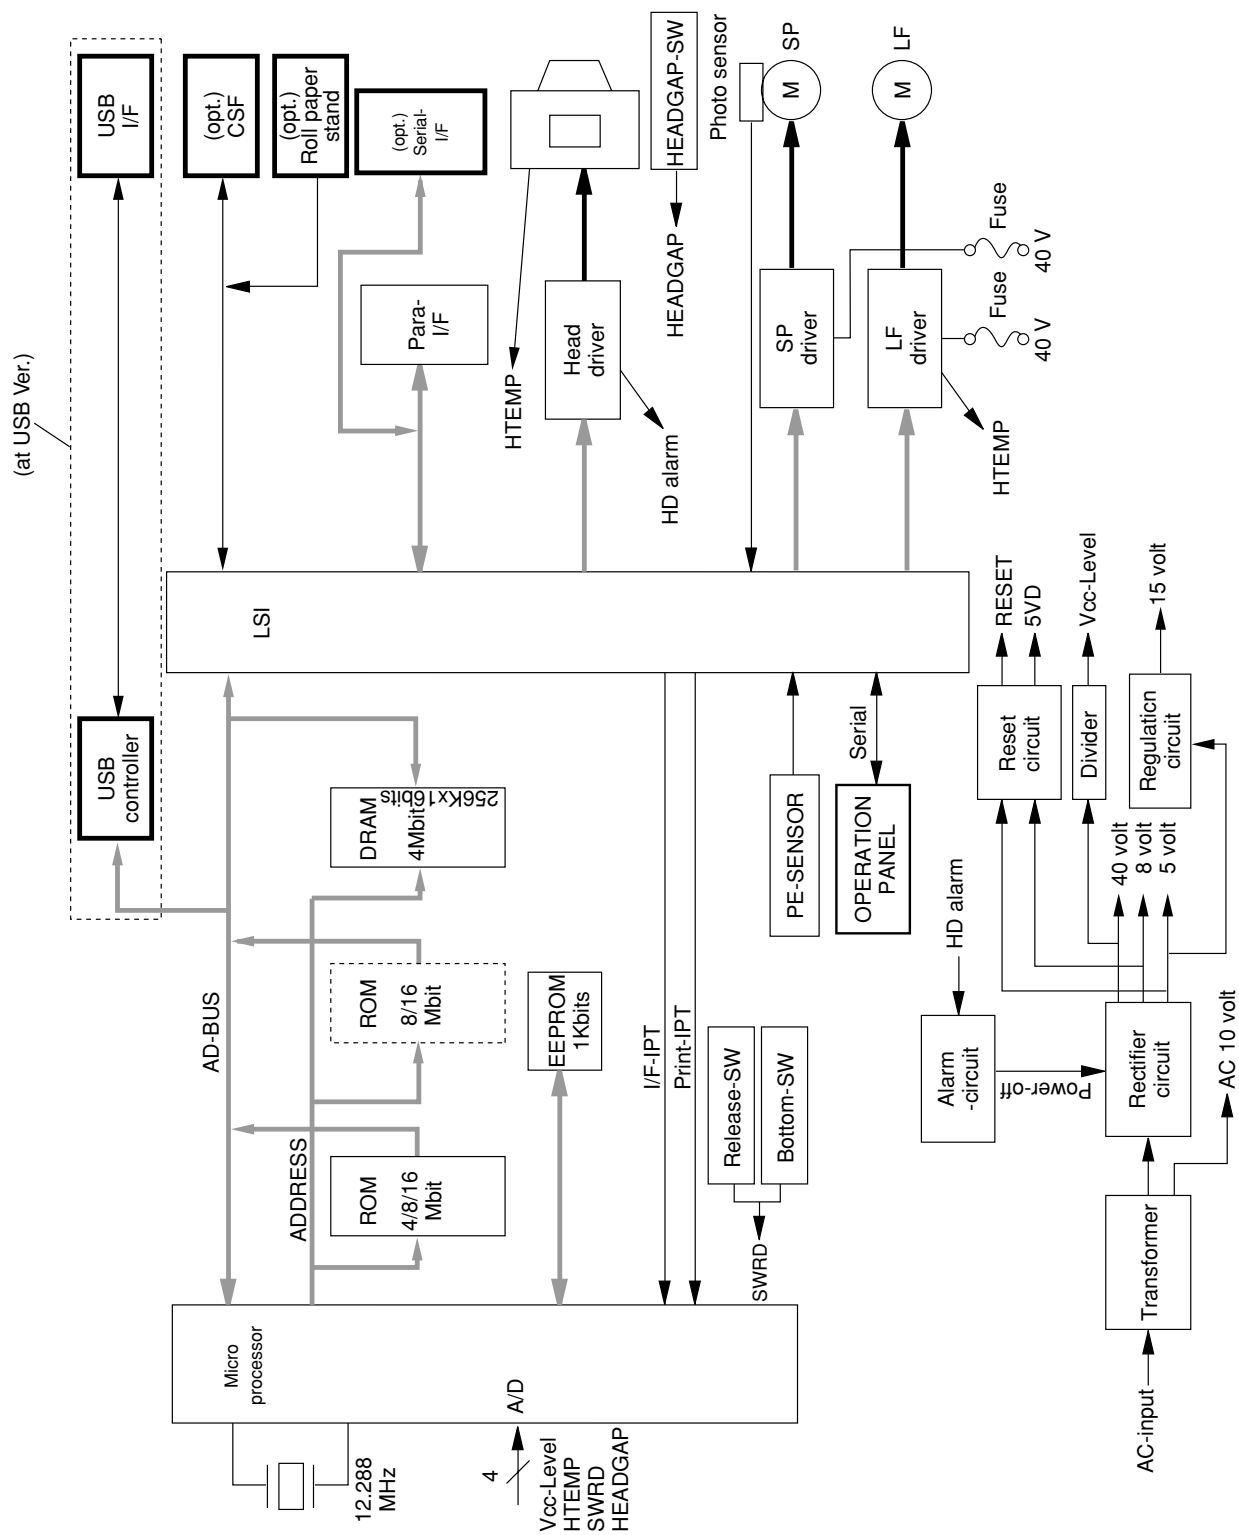 (at USB Ver.)
USB
controller
USB
I/F
(opt.)
CSF
(opt.)
Roll paper
stand
(opt.)
Serial-
I/F
Para-
I/F
HTEMP
Head
driver
HD alarm
HEADGAP-SW
HEADGAP
Photo sensor
M
SP
M
LF
SP
driver
LF
driver
Fuse
40 V
Fuse
40 V
HTEMP
LSI
AD-BUS
ADDRESS
DRAM
4Mbit
256Kx16bits
ROM
8/16
Mbit
ROM
4/8/16
Mbit
EEPROM
1Kbits
Micro
processor
A/D
12.288
MHz
4
Vcc-Level
HTEMP
SWRD
HEADGAP
I/F-IPT
Print-IPT
Release-SW
Bottom-SW
SWRD
PE-SENSOR
OPERATION
PANEL
Serial
RESET
5VD
Reset
circuit
Vcc-Level
Divider
15 volt
Regulation
circuit
40 volt
8 volt
5 volt
HD alarm
Alarm
-circuit
Power-off
Rectifier
circuit
AC 10 volt
Transformer
AC-input